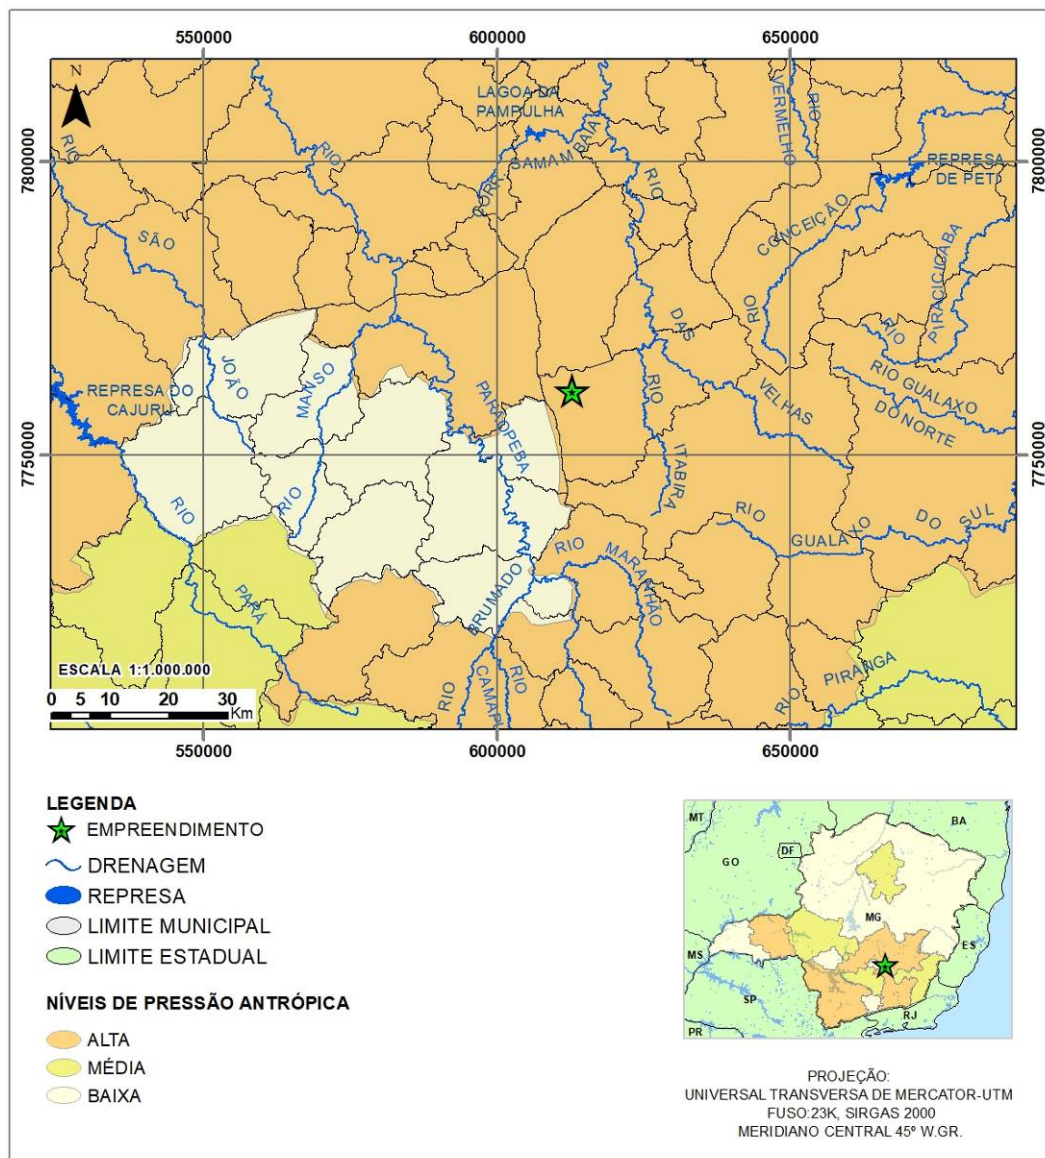 550000
600000
650000
N
LAGOA DA
PAMPULHA
RIO
RIO
CORR.
SAMAMBAIA
RIO
VERMELHO
RIO
7800000
7800000
REPRESA
DE PETI
CONCEIÇÃO
SÃO
PIRACICICABA
RIO
DAS
RIO
JOÃO
MANSO
REPRESA DO
CAJURU
PARAOPEBA
RIO
VELHAS
RIO GUALAXO
DO NORTE
7750000
7750000
RIO
RIO
ITABIRA
RIO
GUALAXO
DO
SUL
RIO
MARANHÃO
PARÁ
BRUMADO
ESCALA 1:1.000.000
0 5 10 20 30
Km
RIO
CAMAPI
RIO
RIO
PIRANGA
550000
600000
650000
LEGENDA
EMPREENDIMENTO
DRENAGEM
REPRESA
LIMITE MUNICIPAL
LIMITE ESTADUAL
NÍVEIS DE PRESSÃO ANTRÓPICA
ALTA
MÉDIA
BAIXA
MT
BA
GO
DF
MG
MS
ES
SP
RJ
PR
PROJEÇÃO:
UNIVERSAL TRANSVERSA DE MERCATOR-UTM
FUSO:23K, SIRGAS 2000
MERIDIANO CENTRAL 45º W.GR.